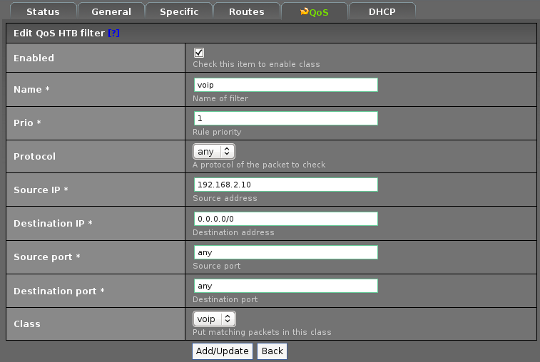 Status General Specific Routes QoS DHCP
Edit QoS HTB filter [?]
Enabled
Check this item to enable class
Name * voip
Name of filter
Prio * 1
Rule priority
Protocol any
A protocol of the packet to check
Source IP * 192.168.2.10
Source address
Destination IP * 0.0.0.0/0
Destination address
Source port * any
Source port
Destination port * any
Destination port
Class voip
Put matching packets in this class
Add/Update Back